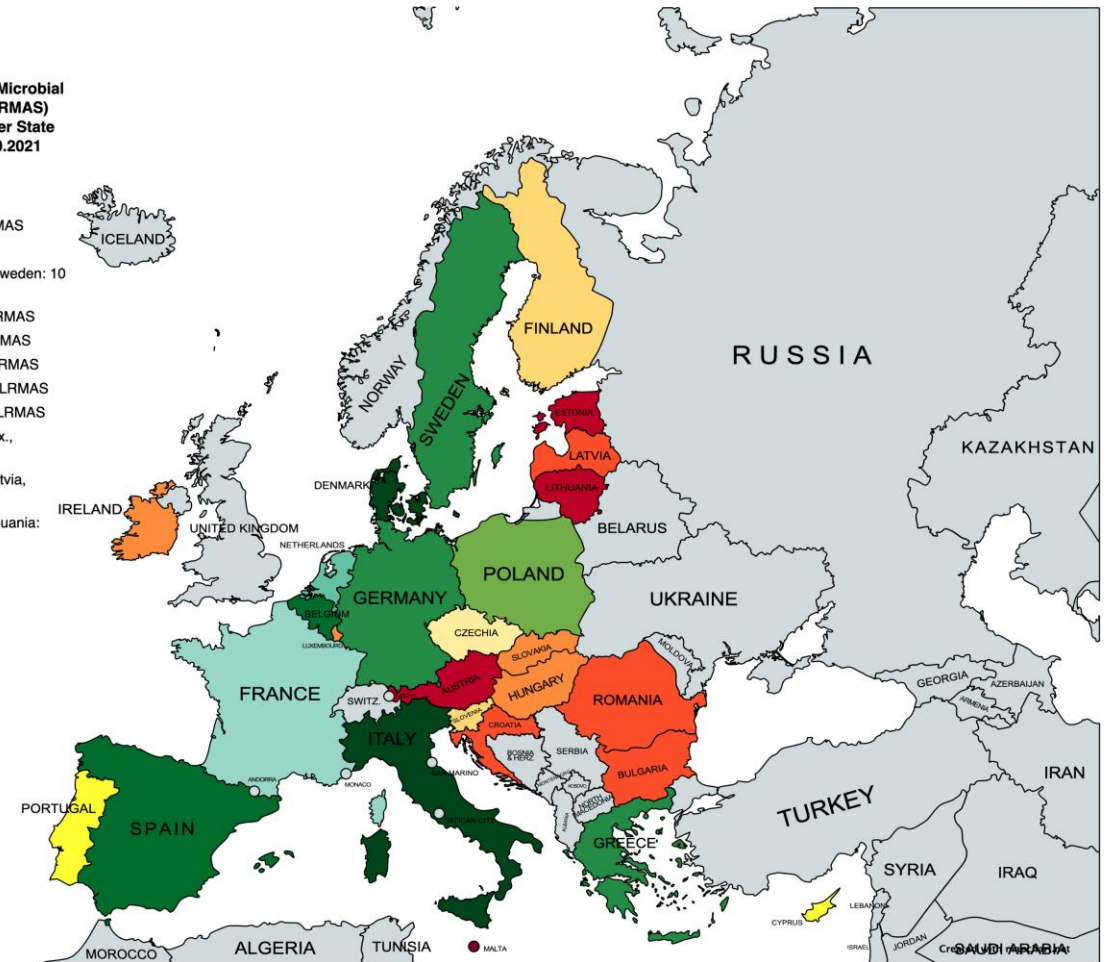 Microbial
RMAS)
er State
0.2021
MAS
weden: 10
RMAS
MAS
RMAS
LRMAS
LRMAS
x.,
tvia,
uania:
ICELAND
NORWAY
SWEDEN
FINLAND
RUSSIA
ESTONIA
LATVIA
LITHUANIA
KAZAKHSTAN
DENMARK
IRELAND
UNITED KINGDOM
NETHERLANDS
BELARUS
POLAND
GERMANY
BELGIUM
UKRAINE
CZECHIA
LUXEMBOURG
SLOVAKIA
MOLDOVA
FRANCE
SWITZ.
AUSTRIA
HUNGARY
ROMANIA
GEORGIA
AZERBAIJAN
ARMENIA
SLOVENIA
CROATIA
ITALY
BOSNIA
& HERZ.
SERBIA
SAN MARINO
KOSOVO
BULGARIA
IRAN
ANDORRA
MONACO
NORTH
MACEDONIA
PORTUGAL
SPAIN
VATICAN CITY
ALBANIA
TURKEY
GREECE
SYRIA
IRAQ
CYPRUS
LEBANON
MOROCCO
ALGERIA
TUNISIA
MALTA
ISRAEL
JORDAN
SAUDI ARABIA